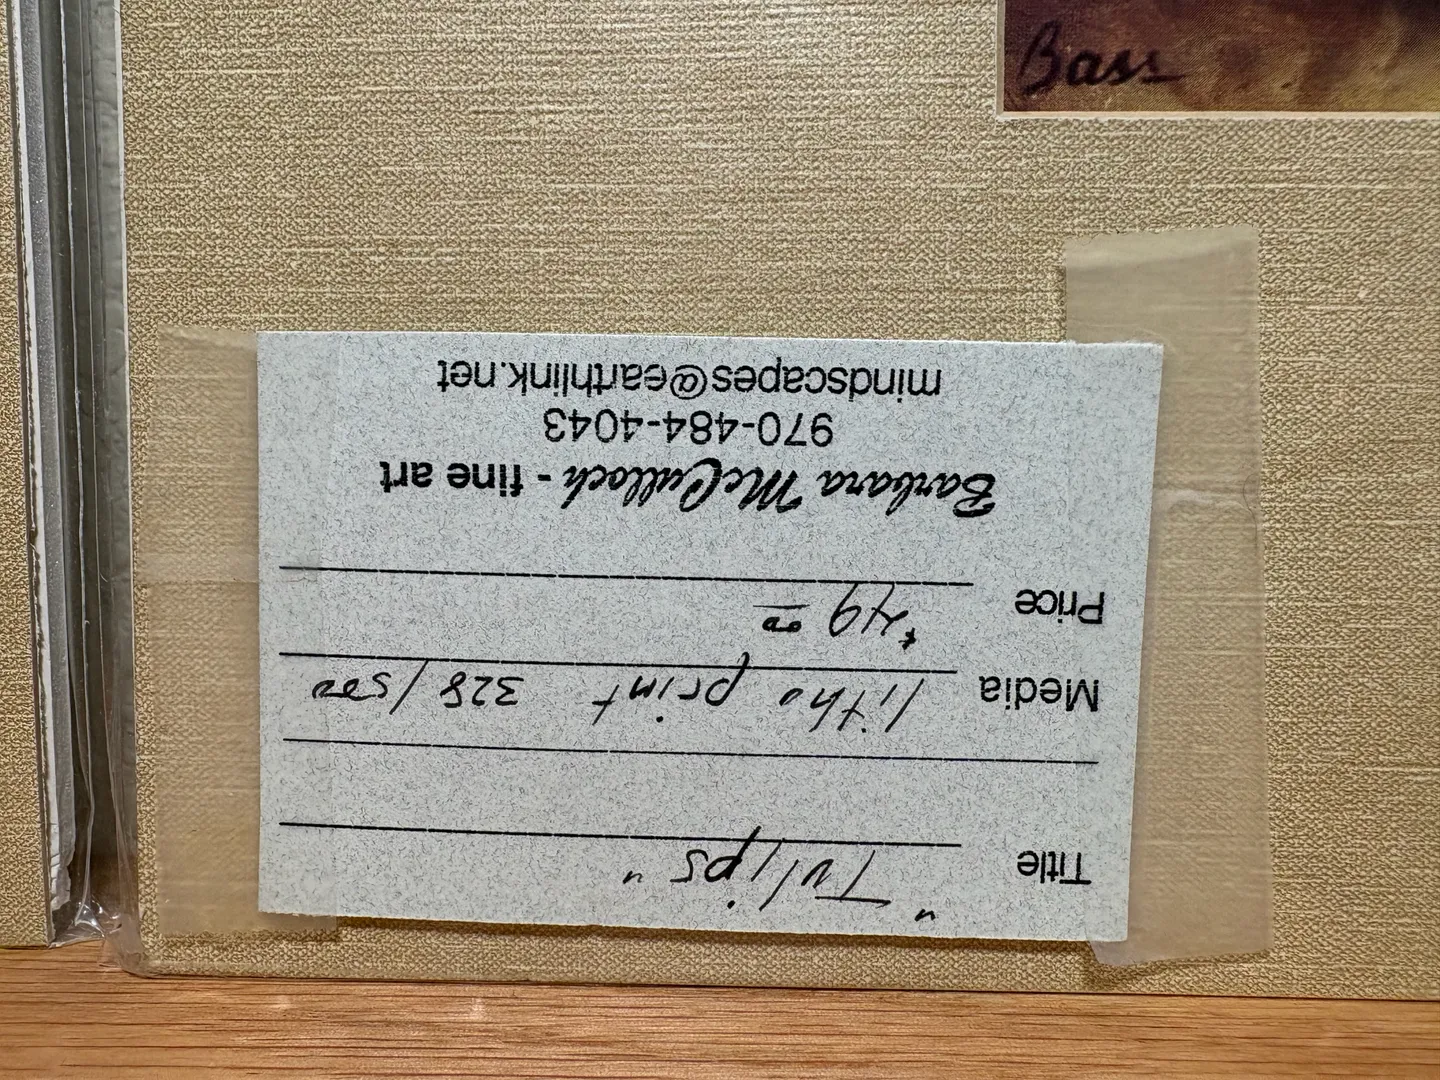 Bass
Title "Tulips"
Media litho print 328/500
Price $49 00
Barbara McCulloch - fine art
970-484-4043
mindscapes@earthlink.net